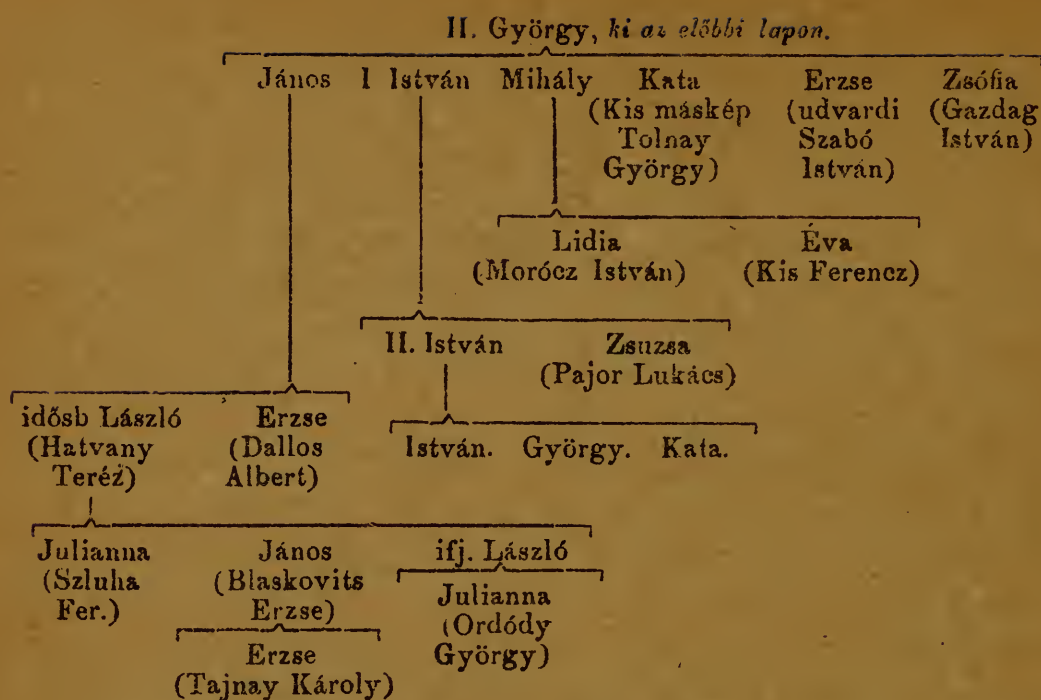 II. György, ki az előbbi lapon.
János I István Mihály Kata Erzse Zsófia
(Kis máskép (udvardi (Gazdag
Tolnay Szabó István)
György) István)
Lidia Éva
(Morócz István) (Kis Ferencz)
II. István Zsuzsa
(Pajor Lukács)
idősb László Erzse István. György. Kata.
(Hatvany (Dallos
Teréz) Albert)
Julianna János ifj. László
(Szluha (Blaskovits Julianna
Fer.) Erzse) (Ordódy
Erzse György)
(Tajnay Károly)